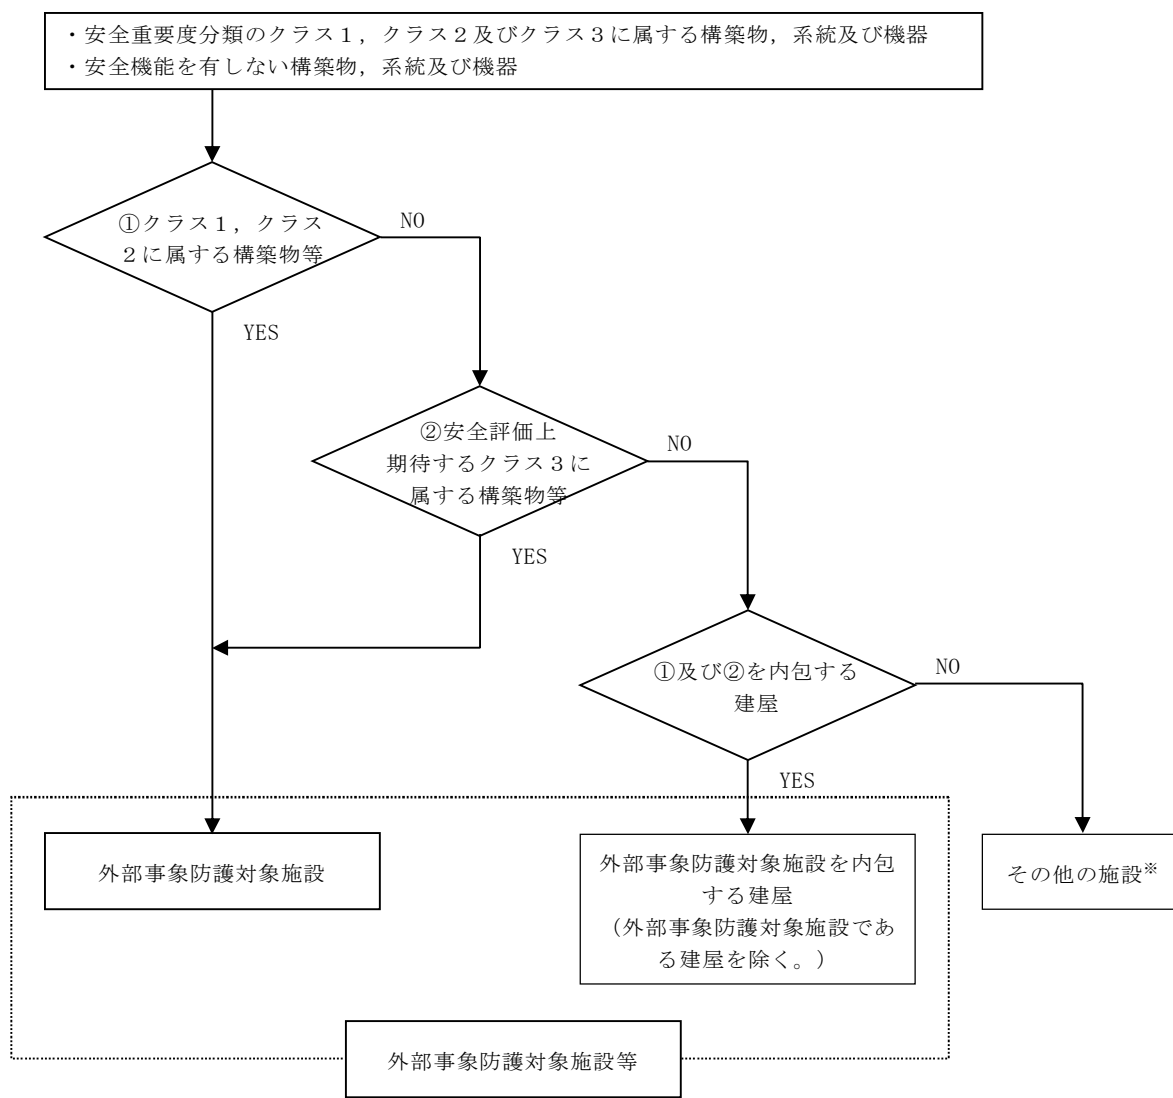 ・安全重要度分類のクラス１，クラス２及びクラス３に属する構築物，系統及び機器
・安全機能を有しない構築物，系統及び機器
①クラス１，クラス
２に属する構築物等
NO
YES
②安全評価上
期待するクラス３に
属する構築物等
NO
YES
①及び②を内包する
建屋
NO
YES
外部事象防護対象施設
外部事象防護対象施設を内包
する建屋
（外部事象防護対象施設であ
る建屋を除く。）
その他の施設※
外部事象防護対象施設等